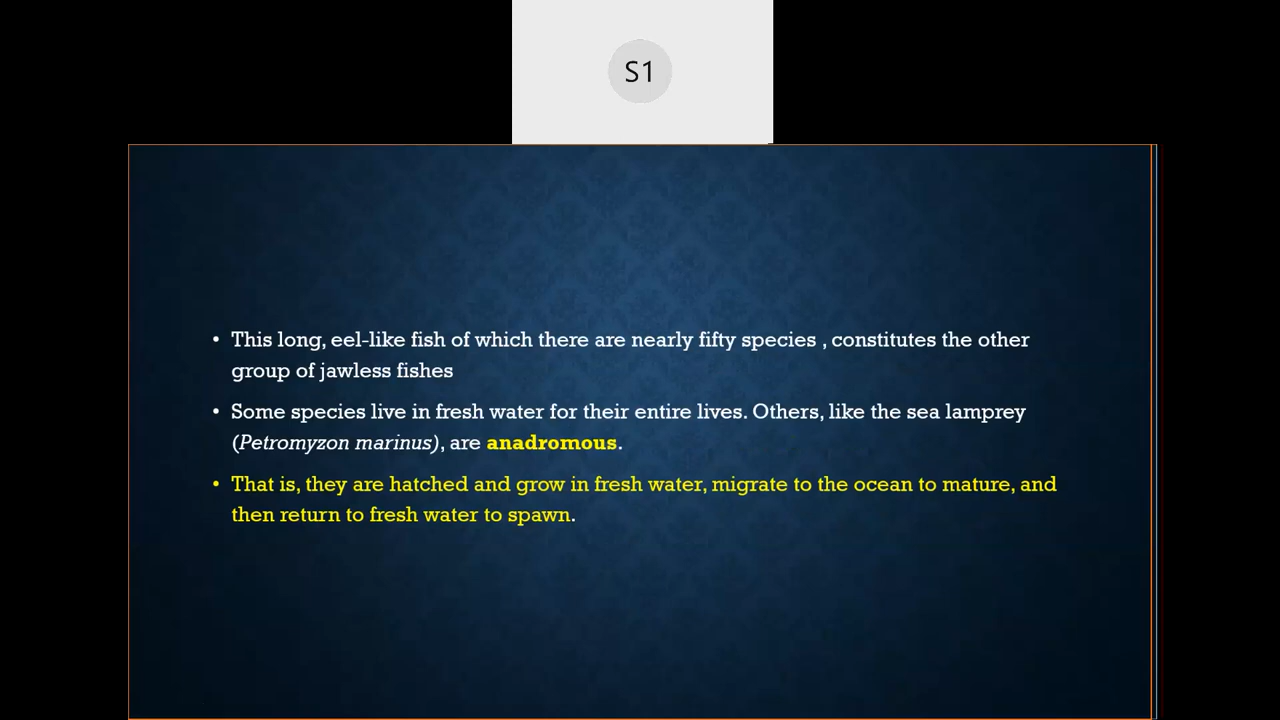 S1
• This long, eel-like fish of which there are nearly fifty species , constitutes the other
group of jawless fishes
• Some species live in fresh water for their entire lives. Others, like the sea lamprey
(Petromyzon marinus), are anadromous.
• That is, they are hatched and grow in fresh water, migrate to the ocean to mature, and
then return to fresh water to spawn.